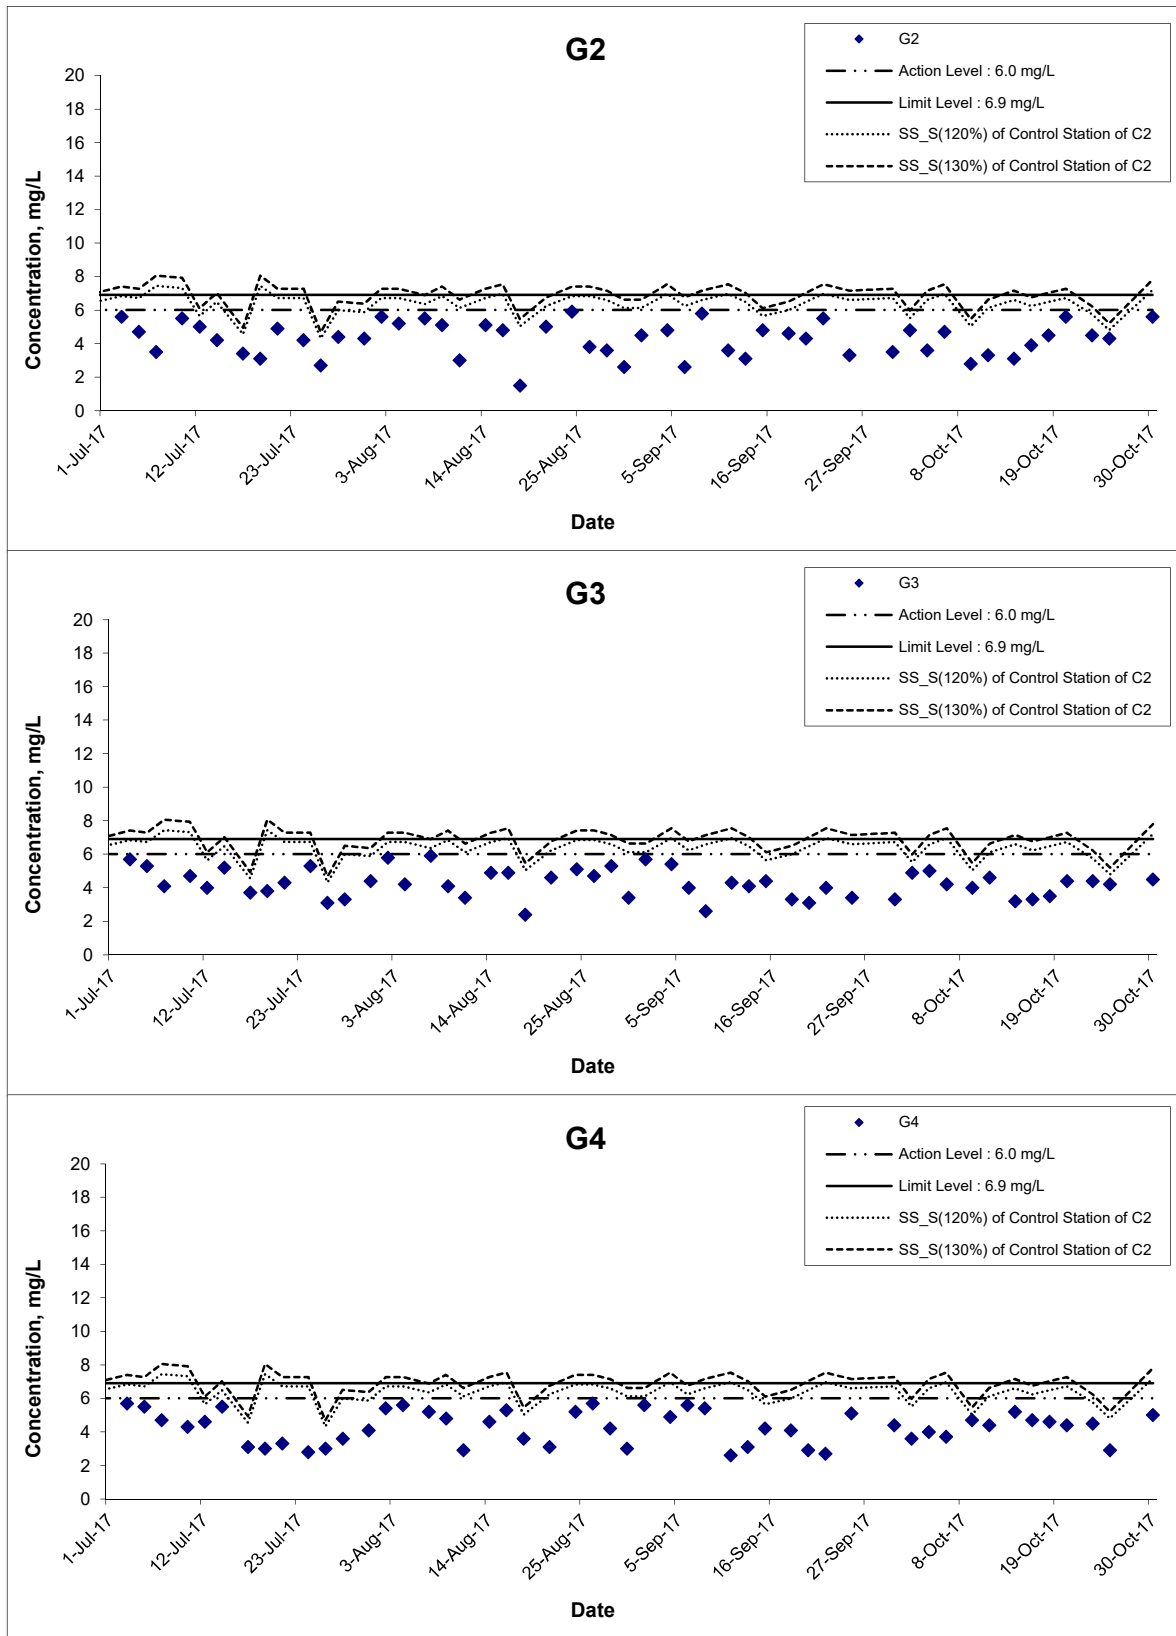 G2
G2
Action Level : 6.0 mg/L
Limit Level : 6.9 mg/L
SS_S(120%) of Control Station of C2
SS_S(130%) of Control Station of C2
Concentration, mg/L
20
18
16
14
12
10
8
6
4
2
0
1-Jul-17
12-Jul-17
23-Jul-17
3-Aug-17
14-Aug-17
25-Aug-17
5-Sep-17
16-Sep-17
27-Sep-17
8-Oct-17
19-Oct-17
30-Oct-17
Date
G3
G3
Action Level : 6.0 mg/L
Limit Level : 6.9 mg/L
SS_S(120%) of Control Station of C2
SS_S(130%) of Control Station of C2
Concentration, mg/L
20
18
16
14
12
10
8
6
4
2
0
1-Jul-17
12-Jul-17
23-Jul-17
3-Aug-17
14-Aug-17
25-Aug-17
5-Sep-17
16-Sep-17
27-Sep-17
8-Oct-17
19-Oct-17
30-Oct-17
Date
G4
G4
Action Level : 6.0 mg/L
Limit Level : 6.9 mg/L
SS_S(120%) of Control Station of C2
SS_S(130%) of Control Station of C2
Concentration, mg/L
20
18
16
14
12
10
8
6
4
2
0
1-Jul-17
12-Jul-17
23-Jul-17
3-Aug-17
14-Aug-17
25-Aug-17
5-Sep-17
16-Sep-17
27-Sep-17
8-Oct-17
19-Oct-17
30-Oct-17
Date